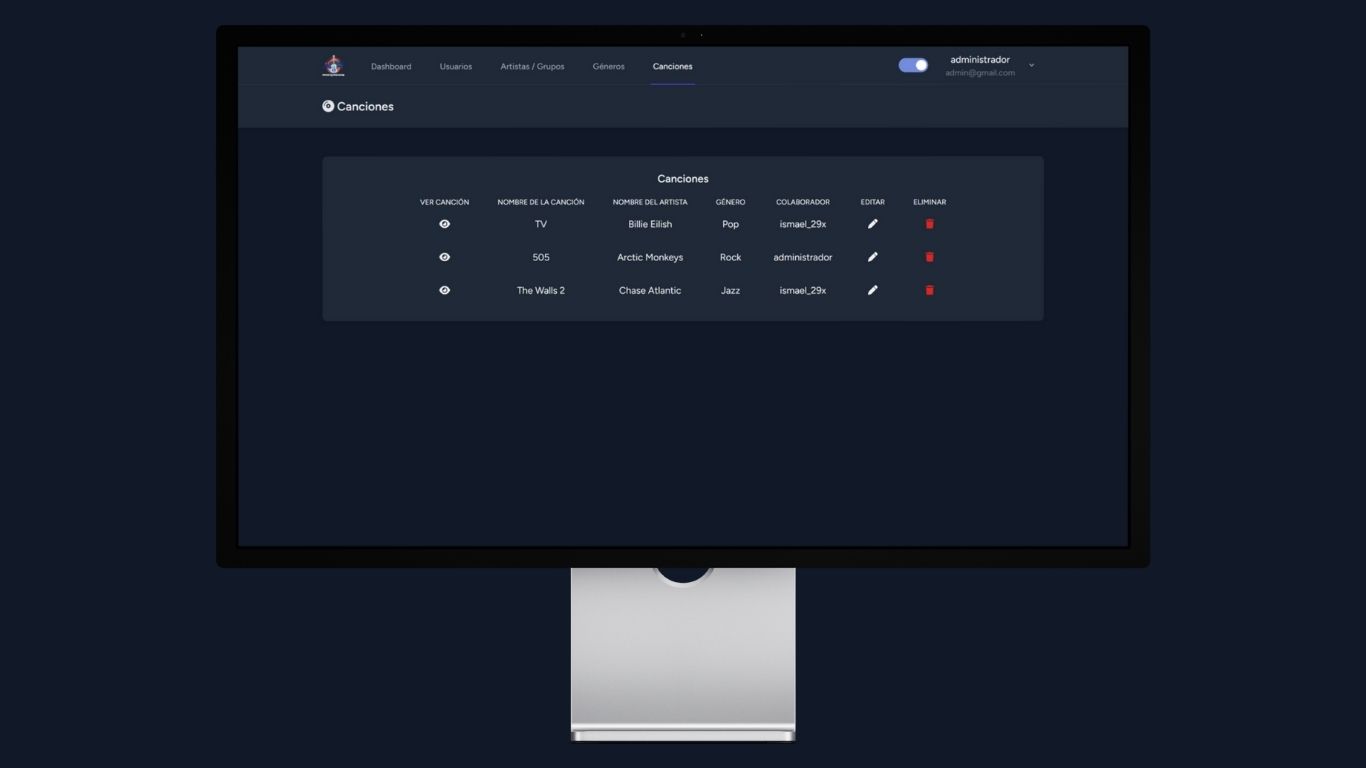 Dashboard Usuarios Artistas / Grupos Géneros Canciones administrador
admin@gmail.com
Canciones
Canciones
VER CANCIÓN NOMBRE DE LA CANCIÓN NOMBRE DEL ARTISTA GÉNERO COLABORADOR EDITAR ELIMINAR
TV Billie Eilish Pop ismael_29x
505 Arctic Monkeys Rock administrador
The Walls 2 Chase Atlantic Jazz ismael_29x